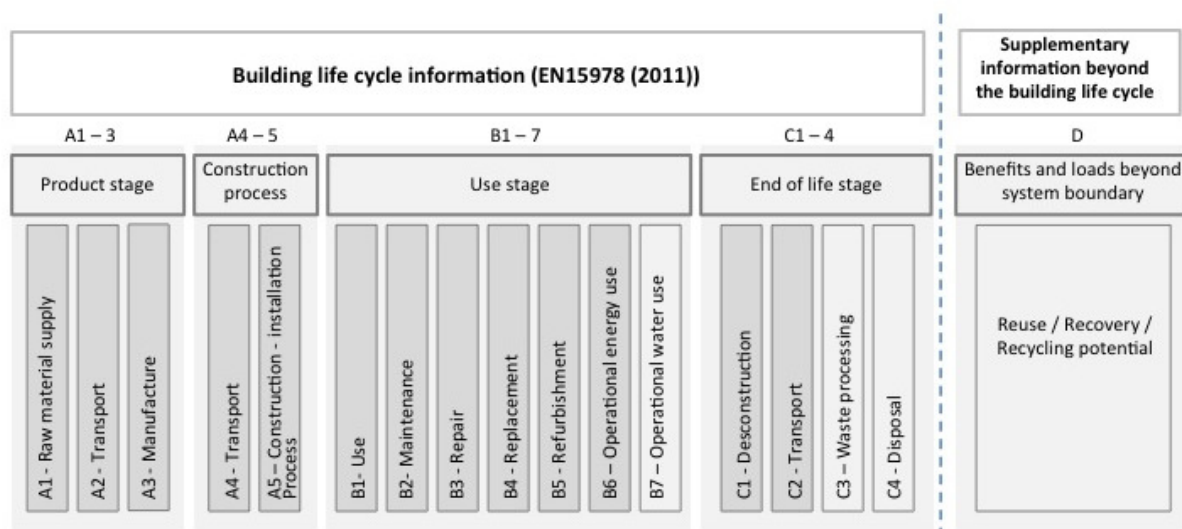 Building life cycle information (EN15978 (2011))
Supplementary
information beyond
the building life cycle
A1 – 3
A4 – 5
B1 – 7
C1 – 4
D
Product stage
Construction
process
Use stage
End of life stage
Benefits and loads beyond
system boundary
A1 - Raw material supply
A2 - Transport
A3 - Manufacture
A4 - Transport
A5 – Construction - installation
Process
B1- Use
B2- Maintenance
B3 - Repair
B4 - Replacement
B5 - Refurbishment
B6 – Operational energy use
B7 – Operational water use
C1 - Desconstruction
C2 - Transport
C3 – Waste processing
C4 - Disposal
Reuse / Recovery /
Recycling potential